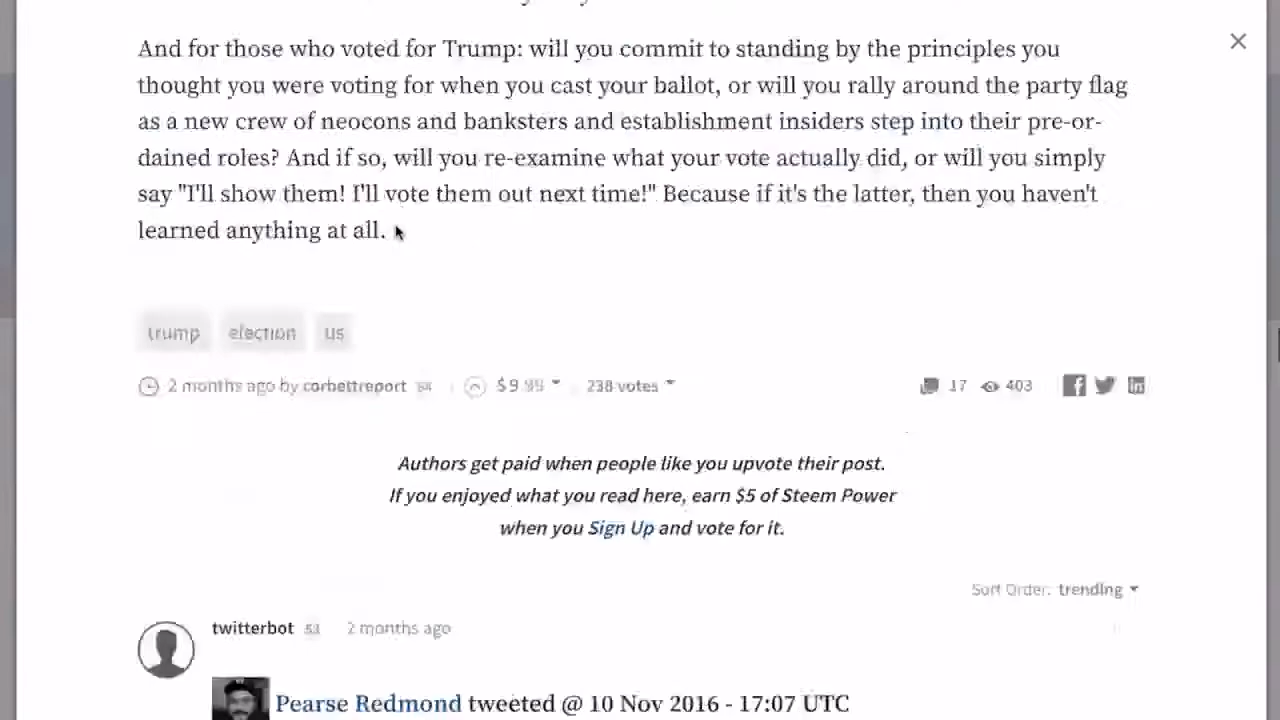 And for those who voted for Trump: will you commit to standing by the principles you
thought you were voting for when you cast your ballot, or will you rally around the party flag
as a new crew of neocons and banksters and establishment insiders step into their pre-or-
dained roles? And if so, will you re-examine what your vote actually did, or will you simply
say "I'll show them! I'll vote them out next time!" Because if it's the latter, then you haven't
learned anything at all.
trump election us
2 months ago by corbettreport $9 238 votes 17 403
Authors get paid when people like you upvote their post.
If you enjoyed what you read here, earn $5 of Steem Power
when you Sign Up and vote for it.
Sort Order: trending
twitterbot 53 2 months ago
Pearse Redmond tweeted @ 10 Nov 2016 - 17:07 UTC